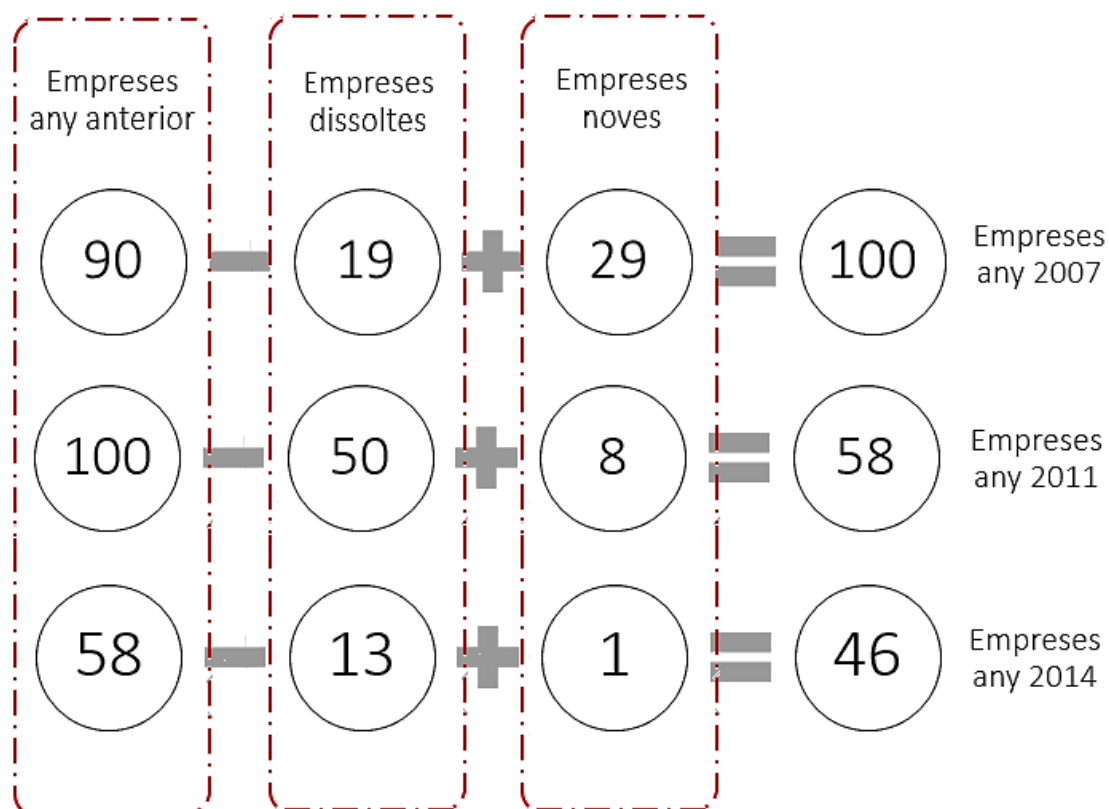 Empreses
any anterior
Empreses
dissoltes
Empreses
noves
90 - 19 + 29 = 100
Empreses
any 2007
100 - 50 + 8 = 58
Empreses
any 2011
58 - 13 + 1 = 46
Empreses
any 2014